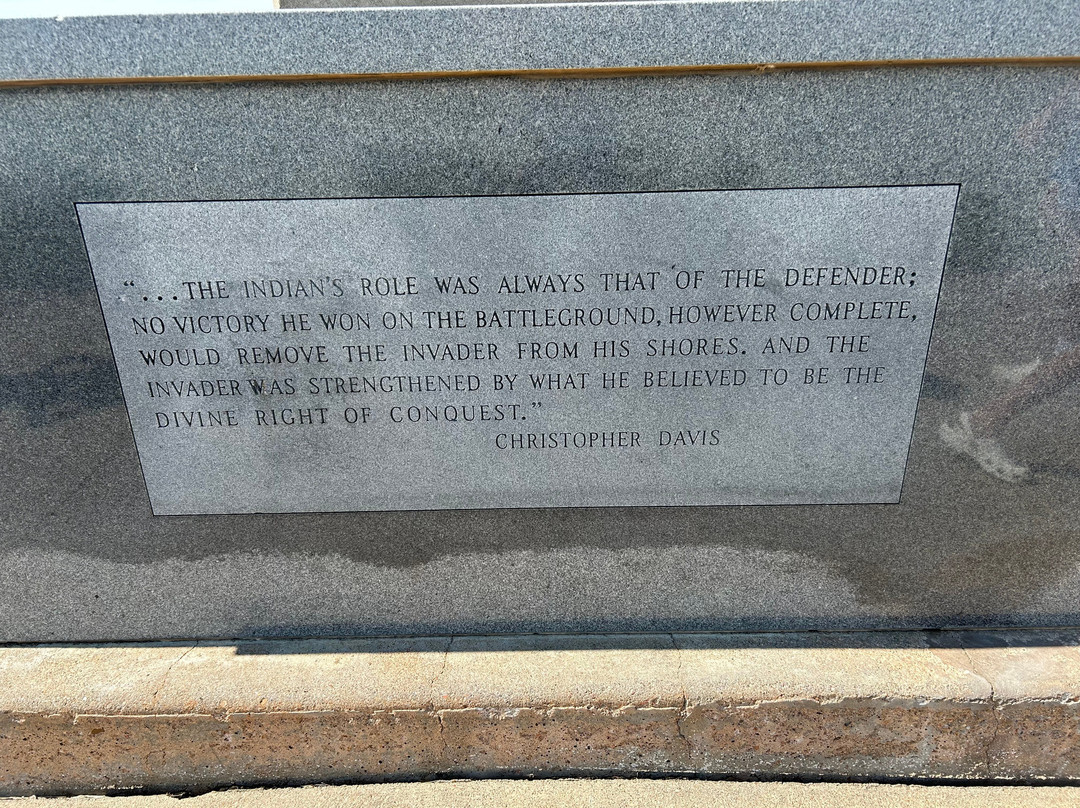 “...THE INDIAN'S ROLE WAS ALWAYS THAT OF THE DEFENDER;
NO VICTORY HE WON ON THE BATTLEGROUND, HOWEVER COMPLETE,
WOULD REMOVE THE INVADER FROM HIS SHORES. AND THE
INVADER WAS STRENGTHENED BY WHAT HE BELIEVED TO BE THE
DIVINE RIGHT OF CONQUEST.”
CHRISTOPHER DAVIS